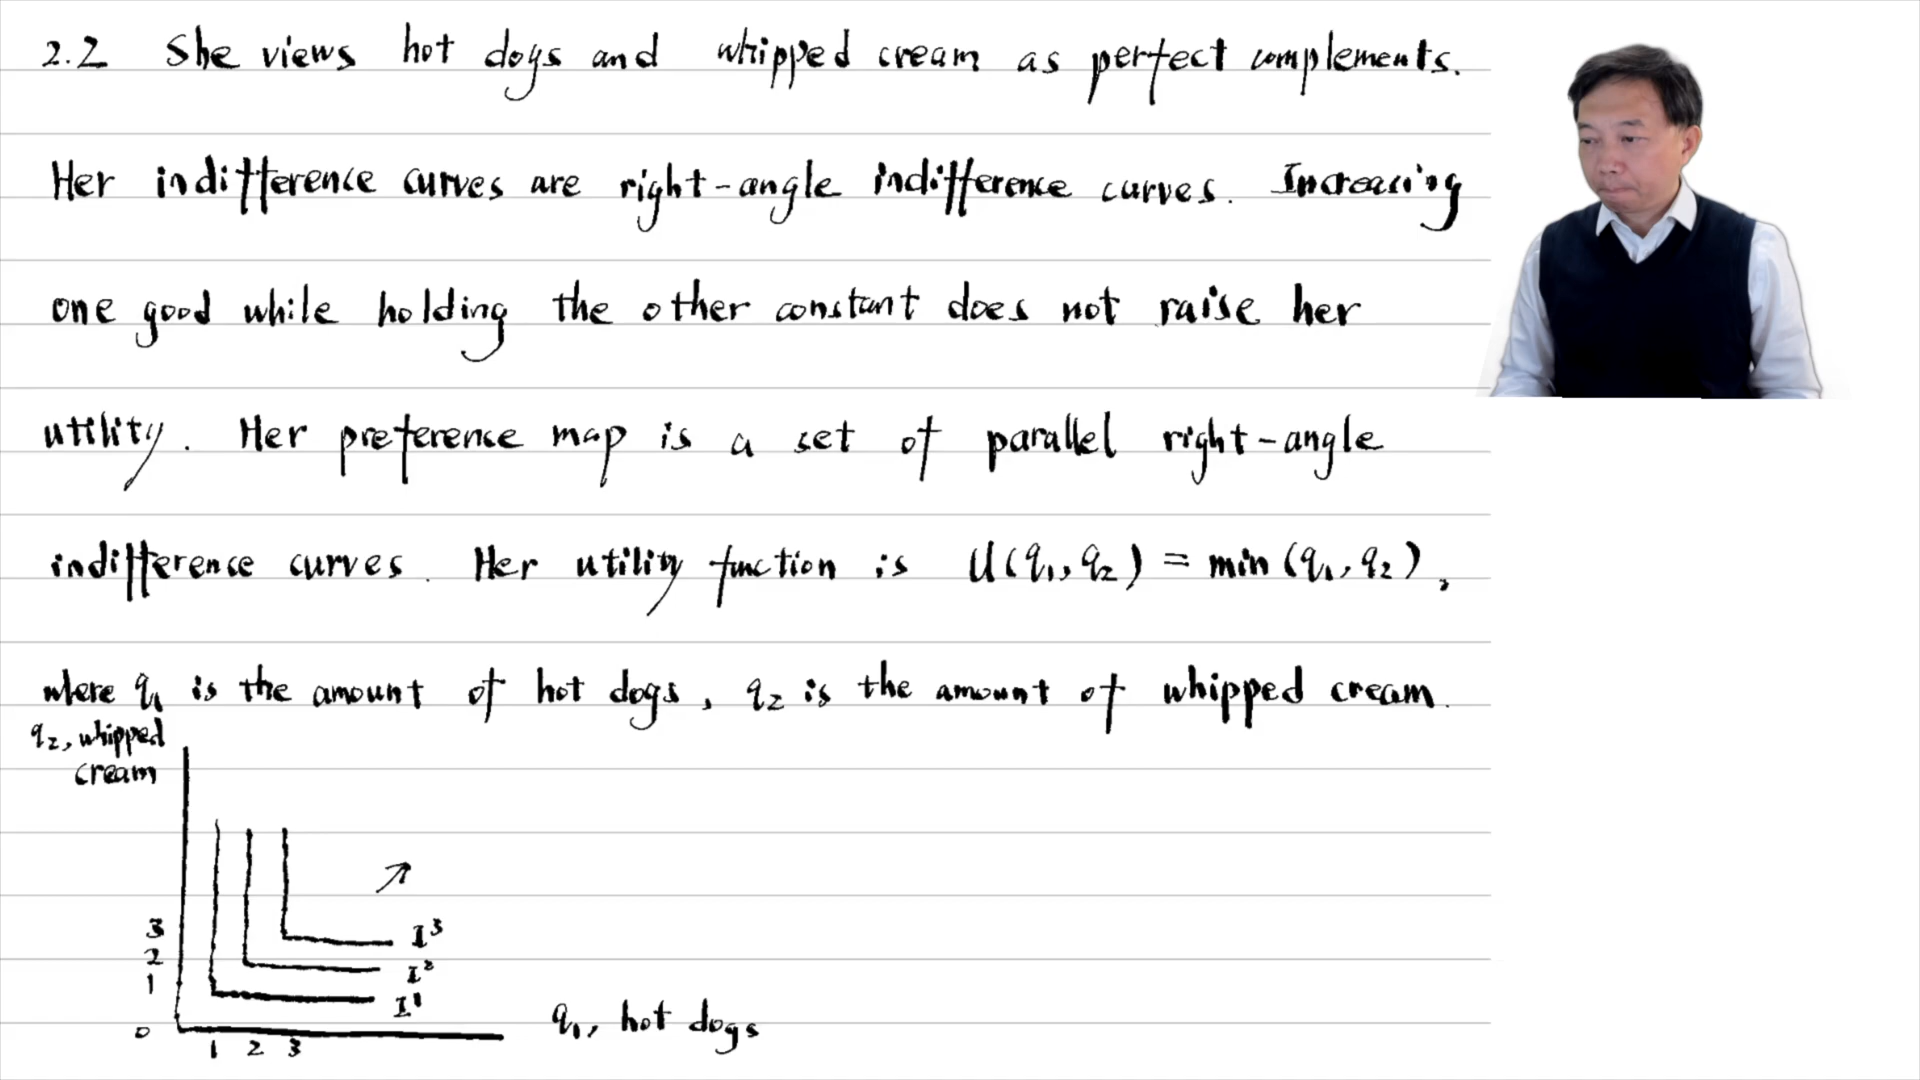 2.2 She views hot dogs and whipped cream as perfect complements.
Her indifference curves are right-angle indifference curves. Increasing
one good while holding the other constant does not raise her
utility. Her preference map is a set of parallel right-angle
indifference curves. Her utility function is U(q₁, q₂) = min(q₁, q₂),
where q₁ is the amount of hot dogs, q₂ is the amount of whipped cream.
q₂, whipped
cream
3
2
1
0
I³
I²
I¹
1 2 3
q₁, hot dogs